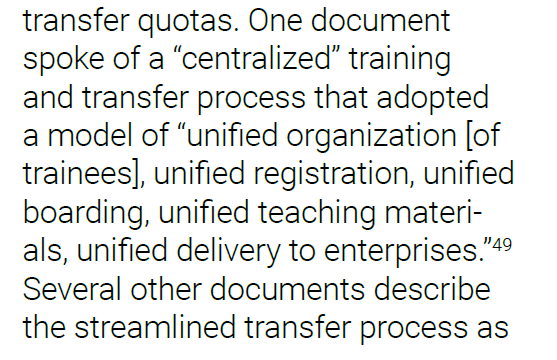 transfer quotas. One document
spoke of a “centralized” training
and transfer process that adopted
a model of “unified organization [of
trainees], unified registration, unified
boarding, unified teaching materi-
als, unified delivery to enterprises.”49
Several other documents describe
the streamlined transfer process as